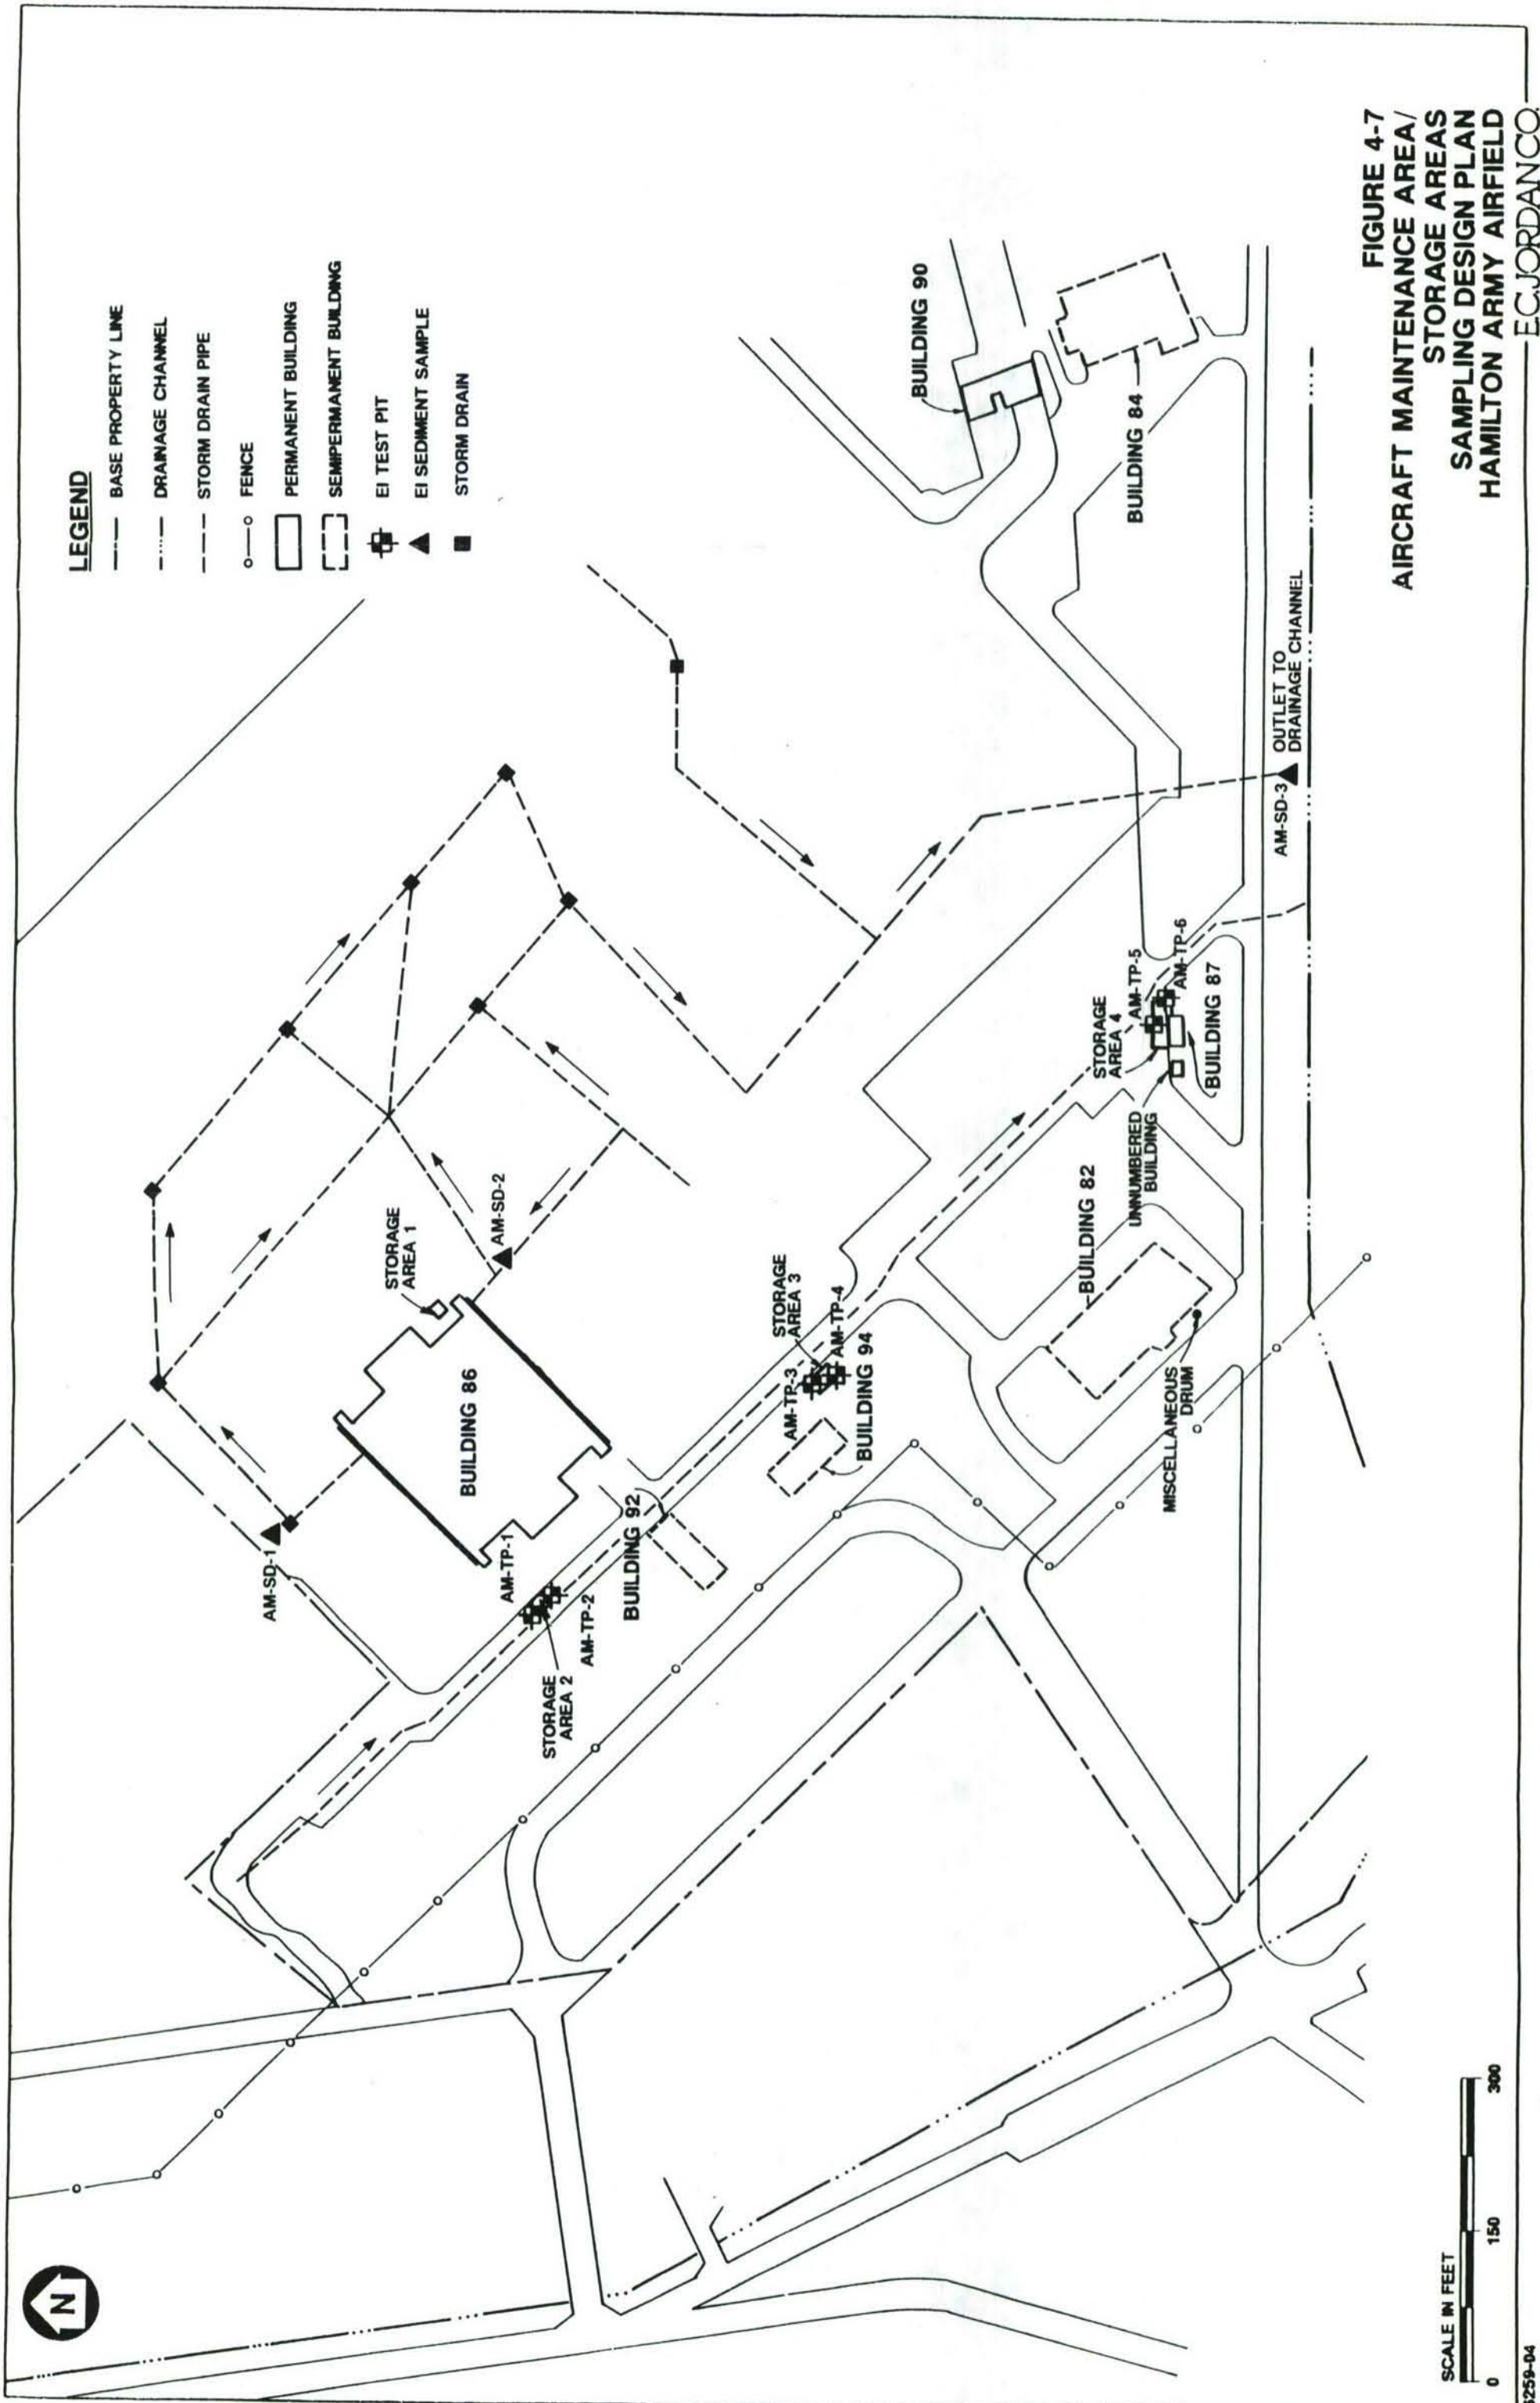 N
LEGEND
BASE PROPERTY LINE
DRAINAGE CHANNEL
STORM DRAIN PIPE
FENCE
PERMANENT BUILDING
SEMIPERMANENT BUILDING
EI TEST PIT
EI SEDIMENT SAMPLE
STORM DRAIN
AM-SD-1
STORAGE
AREA 1
AM-SD-2
BUILDING 86
AM-TP-1
STORAGE
AREA 2
AM-TP-2
BUILDING 92
STORAGE
AREA 3
AM-TP-3
AM-TP-4
BUILDING 94
BUILDING 90
BUILDING 84
STORAGE
AREA 4
AM-TP-5
AM-TP-6
BUILDING 82
UNNUMBERED
BUILDING
BUILDING 87
MISCELLANEOUS
DRUM
AM-SD-3
OUTLET TO
DRAINAGE CHANNEL
SCALE IN FEET
0 150 300
FIGURE 4-7
AIRCRAFT MAINTENANCE AREA/
STORAGE AREAS
SAMPLING DESIGN PLAN
HAMILTON ARMY AIRFIELD
E.C.JORDAN CO.